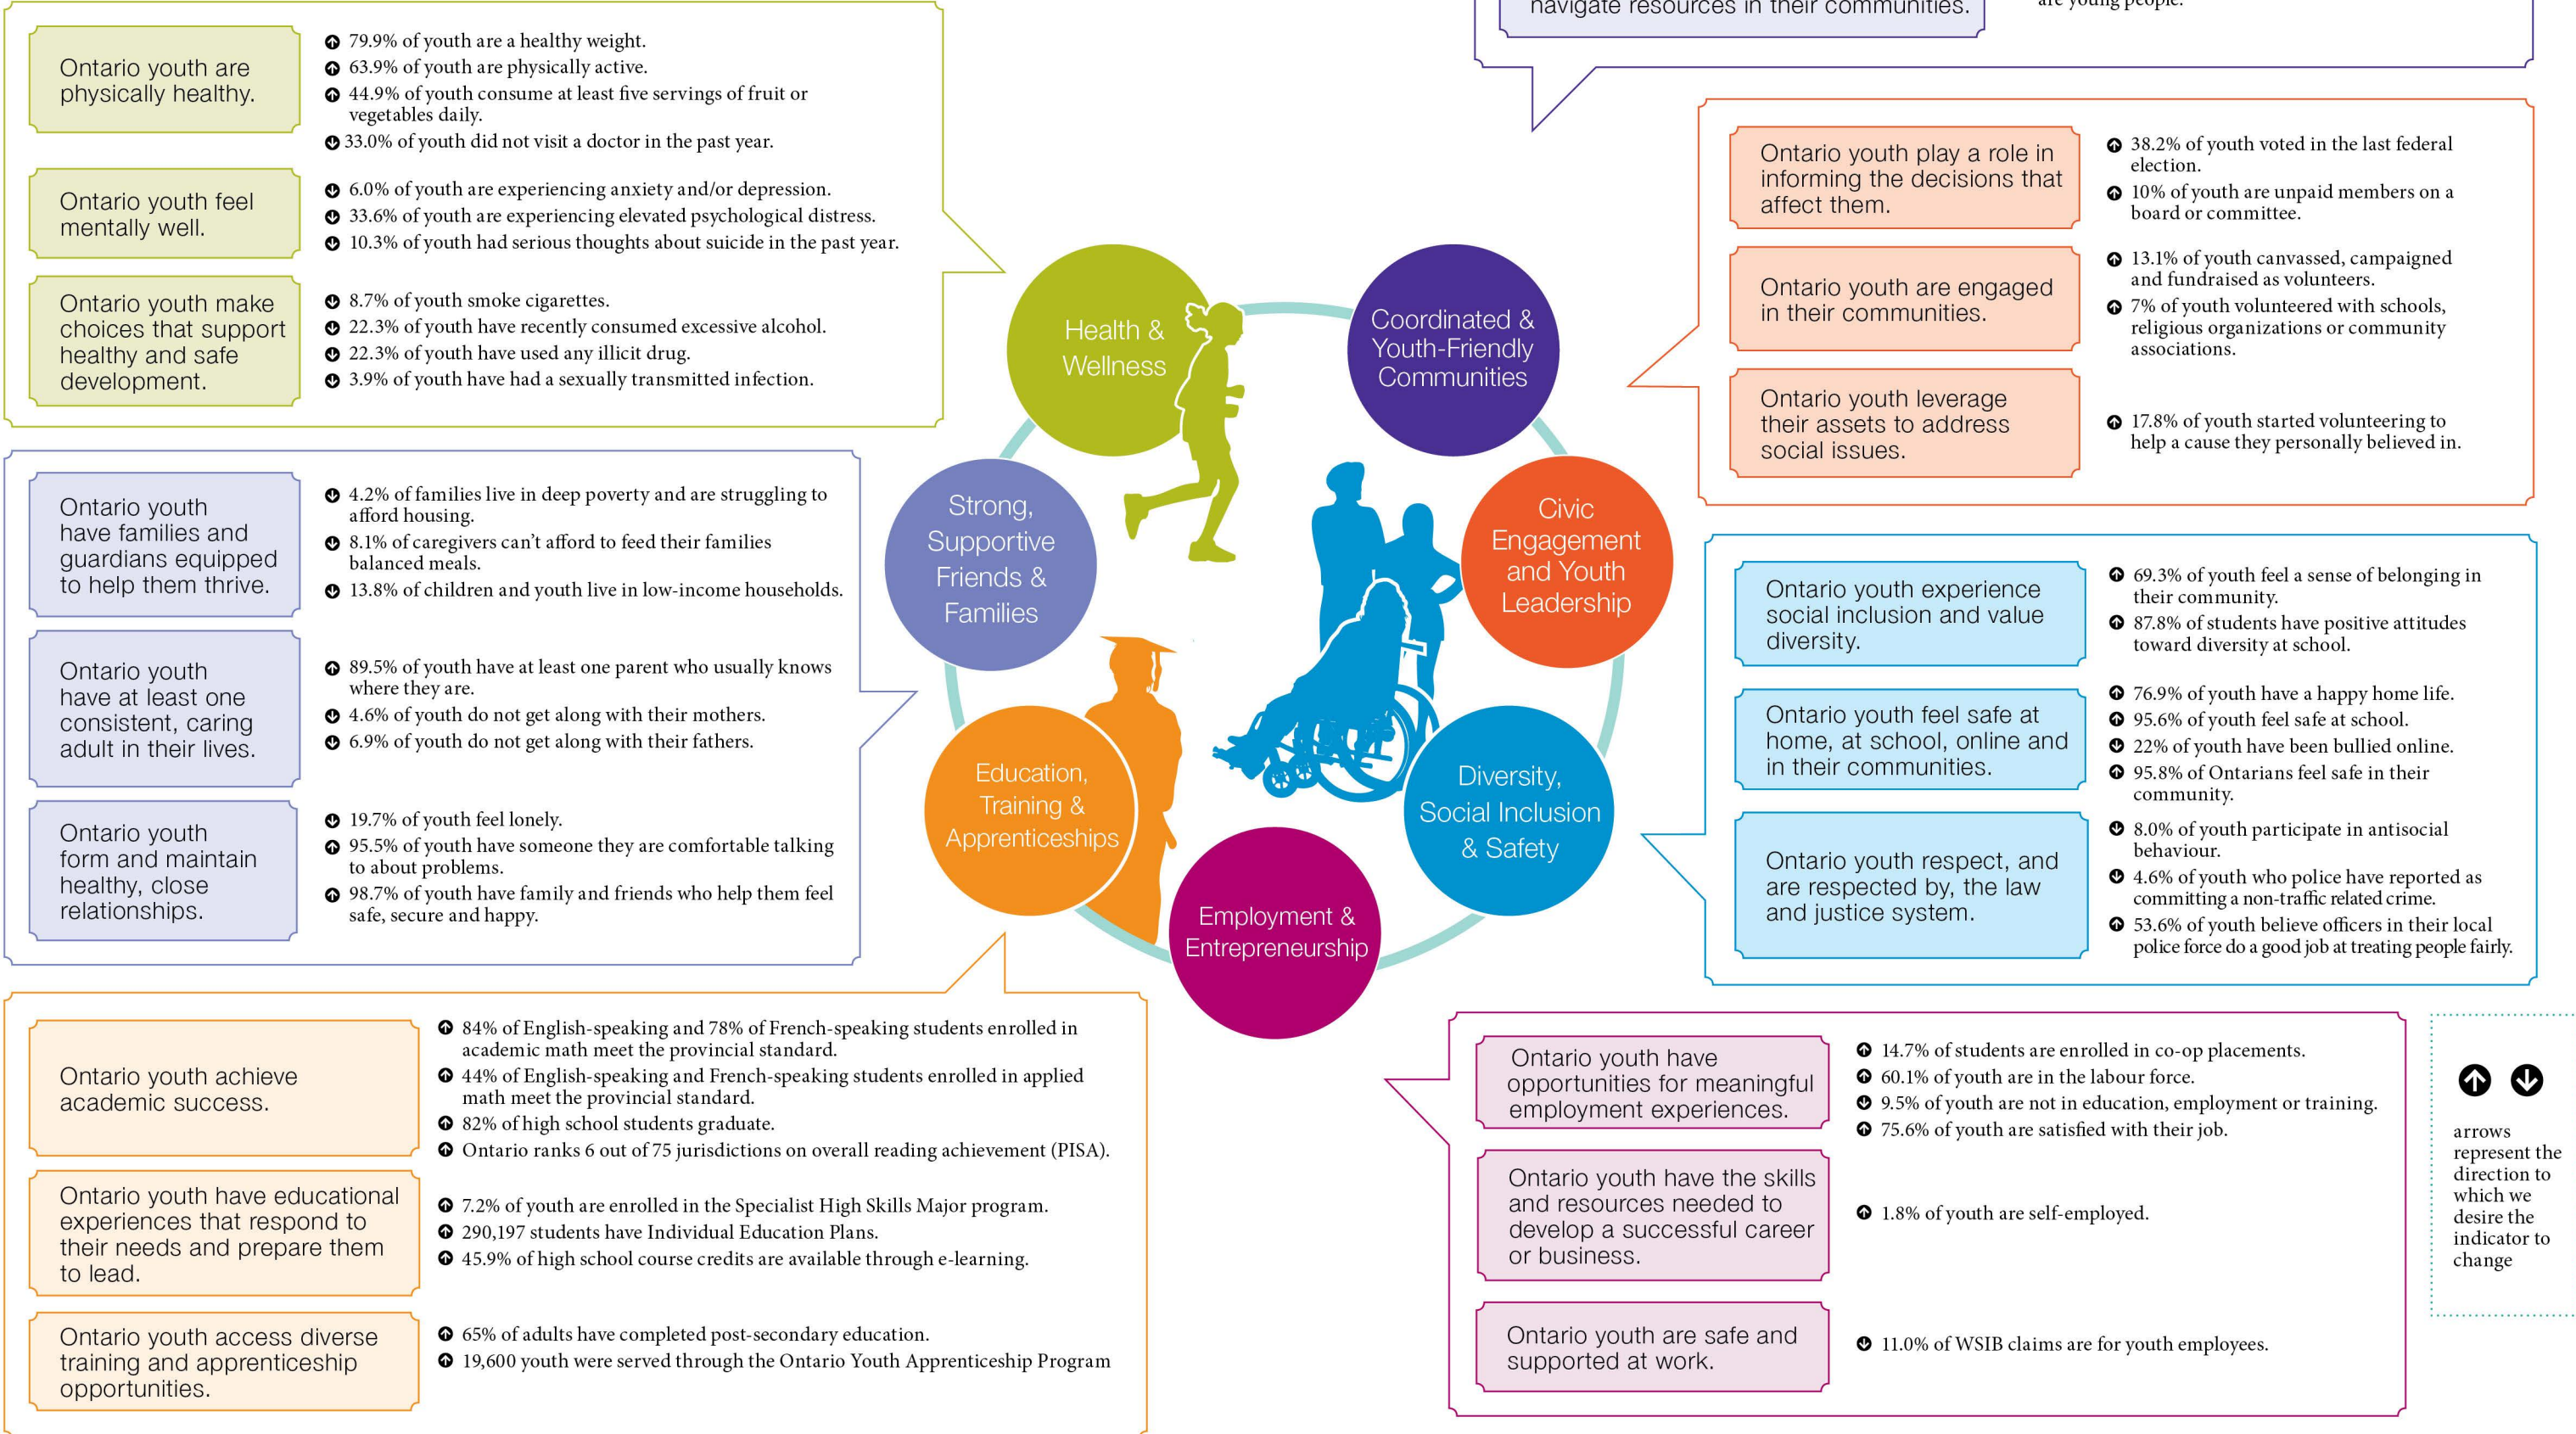 navigate resources in their communities.
are young people.
Ontario youth are
physically healthy.
79.9% of youth are a healthy weight.
63.9% of youth are physically active.
44.9% of youth consume at least five servings of fruit or
vegetables daily.
33.0% of youth did not visit a doctor in the past year.
Ontario youth feel
mentally well.
6.0% of youth are experiencing anxiety and/or depression.
33.6% of youth are experiencing elevated psychological distress.
10.3% of youth had serious thoughts about suicide in the past year.
Ontario youth make
choices that support
healthy and safe
development.
8.7% of youth smoke cigarettes.
22.3% of youth have recently consumed excessive alcohol.
22.3% of youth have used any illicit drug.
3.9% of youth have had a sexually transmitted infection.
Ontario youth
have families and
guardians equipped
to help them thrive.
4.2% of families live in deep poverty and are struggling to
afford housing.
8.1% of caregivers can't afford to feed their families
balanced meals.
13.8% of children and youth live in low-income households.
Ontario youth
have at least one
consistent, caring
adult in their lives.
89.5% of youth have at least one parent who usually knows
where they are.
4.6% of youth do not get along with their mothers.
6.9% of youth do not get along with their fathers.
Ontario youth
form and maintain
healthy, close
relationships.
19.7% of youth feel lonely.
95.5% of youth have someone they are comfortable talking
to about problems.
98.7% of youth have family and friends who help them feel
safe, secure and happy.
Ontario youth achieve
academic success.
84% of English-speaking and 78% of French-speaking students enrolled in
academic math meet the provincial standard.
44% of English-speaking and French-speaking students enrolled in applied
math meet the provincial standard.
82% of high school students graduate.
Ontario ranks 6 out of 75 jurisdictions on overall reading achievement (PISA).
Ontario youth have educational
experiences that respond to
their needs and prepare them
to lead.
7.2% of youth are enrolled in the Specialist High Skills Major program.
290,197 students have Individual Education Plans.
45.9% of high school course credits are available through e-learning.
Ontario youth access diverse
training and apprenticeship
opportunities.
65% of adults have completed post-secondary education.
19,600 youth were served through the Ontario Youth Apprenticeship Program
Health &
Wellness
Coordinated &
Youth-Friendly
Communities
Strong,
Supportive
Friends &
Families
Civic
Engagement
and Youth
Leadership
Education,
Training &
Apprenticeships
Diversity,
Social Inclusion
& Safety
Employment &
Entrepreneurship
Ontario youth play a role in
informing the decisions that
affect them.
38.2% of youth voted in the last federal
election.
10% of youth are unpaid members on a
board or committee.
Ontario youth are engaged
in their communities.
13.1% of youth canvassed, campaigned
and fundraised as volunteers.
7% of youth volunteered with schools,
religious organizations or community
associations.
Ontario youth leverage
their assets to address
social issues.
17.8% of youth started volunteering to
help a cause they personally believed in.
Ontario youth experience
social inclusion and value
diversity.
69.3% of youth feel a sense of belonging in
their community.
87.8% of students have positive attitudes
toward diversity at school.
Ontario youth feel safe at
home, at school, online and
in their communities.
76.9% of youth have a happy home life.
95.6% of youth feel safe at school.
22% of youth have been bullied online.
95.8% of Ontarians feel safe in their
community.
Ontario youth respect, and
are respected by, the law
and justice system.
8.0% of youth participate in antisocial
behaviour.
4.6% of youth who police have reported as
committing a non-traffic related crime.
53.6% of youth believe officers in their local
police force do a good job at treating people fairly.
Ontario youth have
opportunities for meaningful
employment experiences.
14.7% of students are enrolled in co-op placements.
60.1% of youth are in the labour force.
9.5% of youth are not in education, employment or training.
75.6% of youth are satisfied with their job.
Ontario youth have the skills
and resources needed to
develop a successful career
or business.
1.8% of youth are self-employed.
Ontario youth are safe and
supported at work.
11.0% of WSIB claims are for youth employees.
arrows
represent the
direction to
which we
desire the
indicator to
change